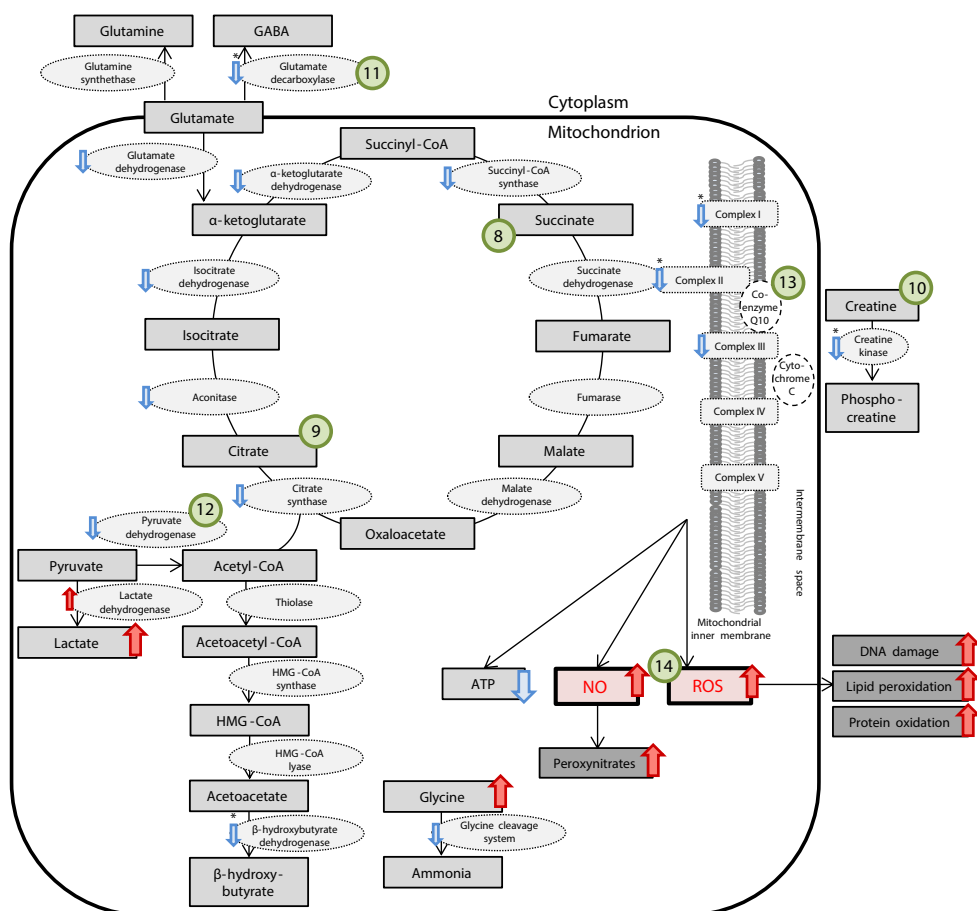 Glutamine
GABA
Glutamine
synthethase
*
Glutamate
decarboxylase
11
Cytoplasm
Glutamate
Mitochondrion
Succinyl-CoA
Glutamate
dehydrogenase
α-ketoglutarate
dehydrogenase
Succinyl-CoA
synthase
*
Complex I
α-ketoglutarate
Succinate
8
Isocitrate
dehydrogenase
Succinate
dehydrogenase
*
Complex II
13
Co-
enzyme
Q10
10
Creatine
Isocitrate
Fumarate
Complex III
*
Creatine
kinase
Cyto-
chrome
C
Aconitase
Fumarase
Complex IV
Phospho-
creatine
9
Citrate
Malate
Complex V
Citrate
synthase
Malate
dehydrogenase
12
Pyruvate
dehydrogenase
Oxaloacetate
Intermembrane space
Pyruvate
Acetyl-CoA
Lactate
dehydrogenase
Thiolase
Mitochondrial
inner membrane
Lactate
Acetoacetyl-CoA
DNA damage
HMG-CoA
synthase
14
ATP
NO
ROS
Lipid peroxidation
HMG-CoA
Protein oxidation
HMG-CoA
lyase
Peroxynitrates
Acetoacetate
Glycine
*
β-hydroxybutyrate
dehydrogenase
Glycine cleavage
system
β-hydroxy-
butyrate
Ammonia